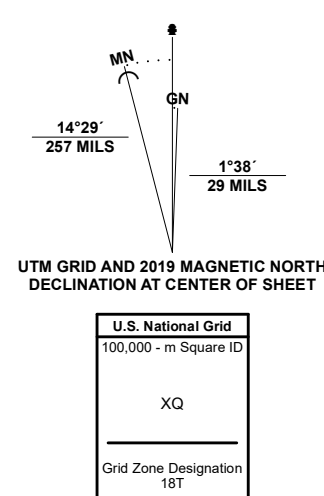 MN
GN
14°29´
257 MILS
1°38´
29 MILS
UTM GRID AND 2019 MAGNETIC NORTH
DECLINATION AT CENTER OF SHEET
U.S. National Grid
100,000 - m Square ID
XQ
Grid Zone Designation
18T